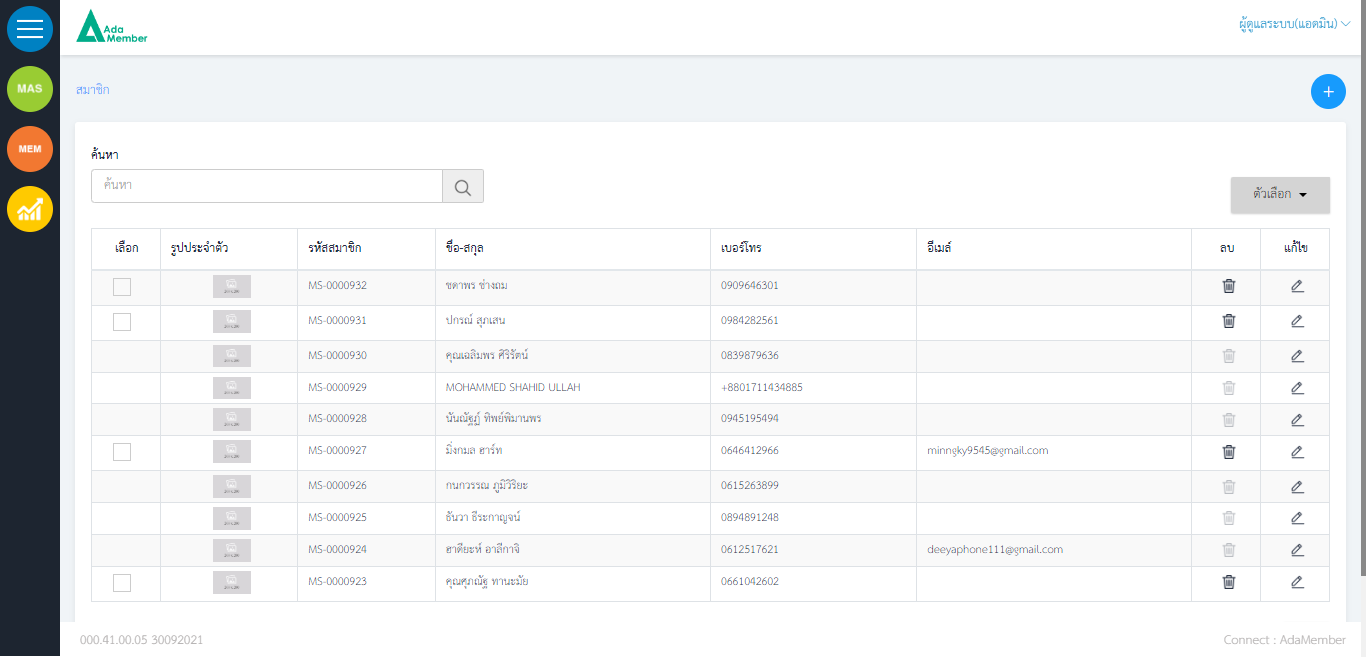 Ada
Member
ผู้ดูแลระบบ(แอดมิน)
MAS
สมาชิก
+
MEM
ค้นหา
ค้นหา
ตัวเลือก
เลือก รูปประจำตัว รหัสสมาชิก ชื่อ-สกุล เบอร์โทร อีเมล์ ลบ แก้ไข
MS-0000932 ชดาพร ช่างถม 0909646301
MS-0000931 ปกรณ์ สุภเสน 0984282561
MS-0000930 คุณเฉลิมพร ศิริรัตน์ 0839879636
MS-0000929 MOHAMMED SHAHID ULLAH +8801711434885
MS-0000928 นันณัฐฏ์ ทิพย์พิมานพร 0945195494
MS-0000927 มิ่งกมล ฮาร์ท 0646412966 minngky9545@gmail.com
MS-0000926 กนกวรรณ ภูมิวิริยะ 0615263899
MS-0000925 ธันวา ธีระกาญจน์ 0894891248
MS-0000924 ฮาดียะห์ อาลีกาจิ 0612517621 deeyaphone111@gmail.com
MS-0000923 คุณศุภณัฐ ทานะมัย 0661042602
000.41.00.05 30092021
Connect : AdaMember